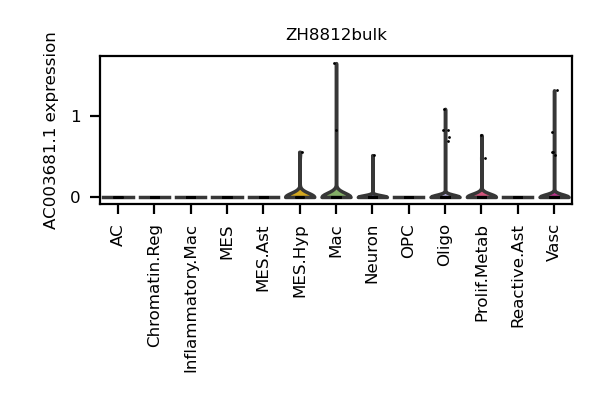 ZH8812bulk
AC003681.1 expression
1
0
AC
Chromatin.Reg
Inflammatory.Mac
MES
MES.Ast
MES.Hyp
Mac
Neuron
OPC
Oligo
Prolif.Metab
Reactive.Ast
Vasc